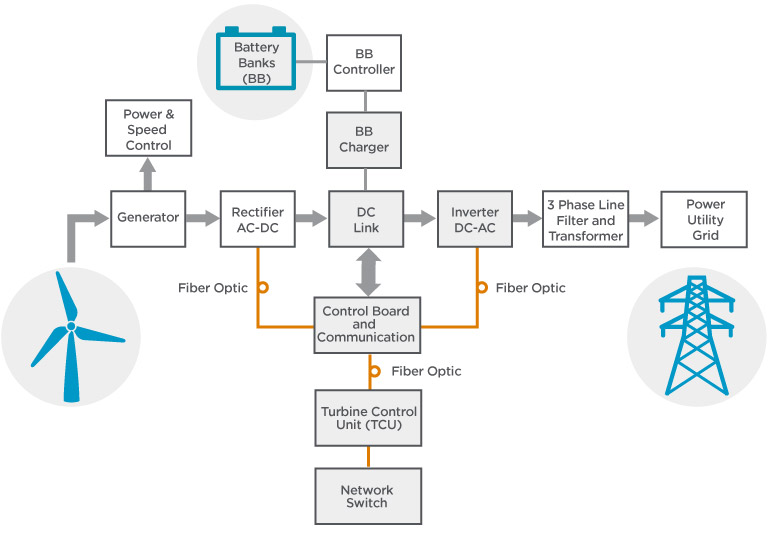 Battery
Banks
(BB)
BB
Controller
Power &
Speed
Control
BB
Charger
Generator
Rectifier
AC-DC
DC
Link
Inverter
DC-AC
3 Phase Line
Filter and
Transformer
Power
Utility
Grid
Fiber Optic
Fiber Optic
Control Board
and
Communication
Fiber Optic
Turbine Control
Unit (TCU)
Network
Switch